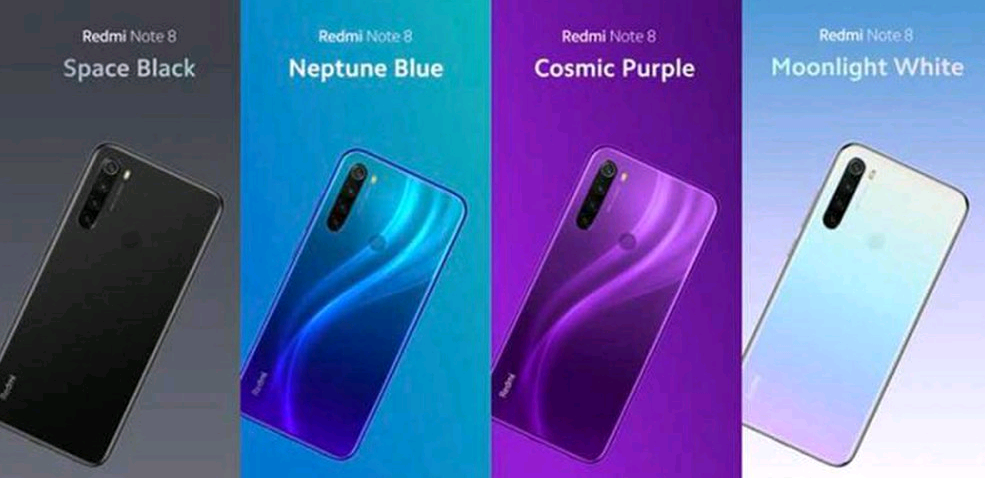 Redmi Note 8
Space Black
Redmi Note 8
Neptune Blue
Redmi Note 8
Cosmic Purple
Redmi Note 8
Moonlight White
Redmi
Redmi
Redmi
Redmi